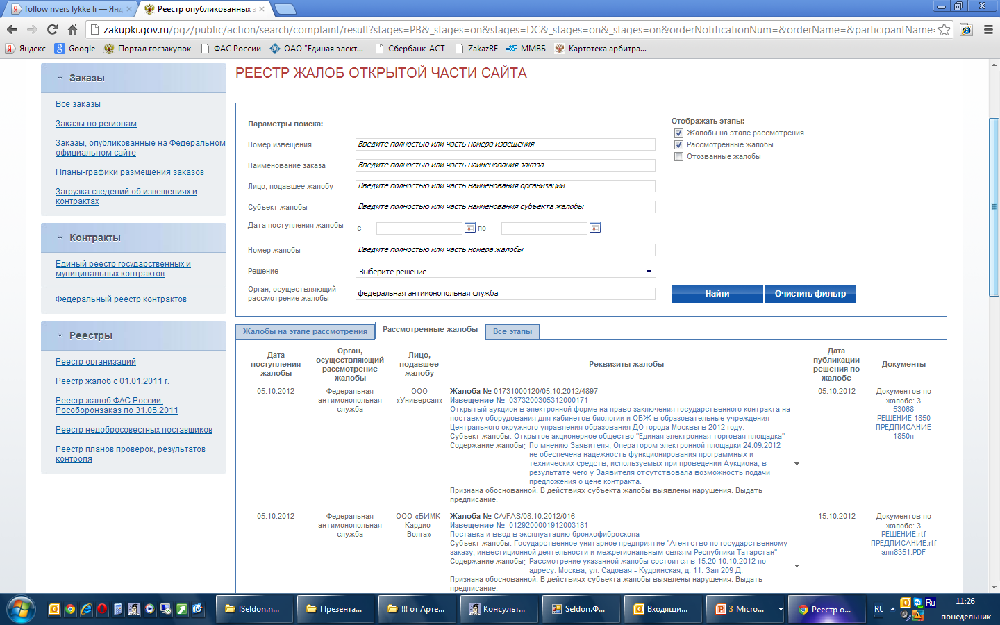 follow rivers lykke li — Янд
Реестр опубликованных з
zakupki.gov.ru/pgz/public/action/search/complaint/result?stages=PB&_stages=on&stages=DC&_stages=on&_stages=on&orderNotificationNum=&orderName=&participantName=
Яндекс
Google
Портал госзакупок
ФАС России
ОАО "Единая элект...
Сбербанк-АСТ
ZakazRF
ММВБ
Картотека арбитра...
Заказы
Все заказы
Заказы по регионам
Заказы, опубликованные на Федеральном
официальном сайте
Планы-графики размещения заказов
Загрузка сведений об извещениях и
контрактах
Контракты
Единый реестр государственных и
муниципальных контрактов
Федеральный реестр контрактов
Реестры
Реестр организаций
Реестр жалоб с 01.01.2011 г.
Реестр жалоб ФАС России,
Рособоронзаказ по 31.05.2011
Реестр недобросовестных поставщиков
Реестр планов проверок, результатов
контроля
РЕЕСТР ЖАЛОБ ОТКРЫТОЙ ЧАСТИ САЙТА
Параметры поиска:
Номер извещения
Введите полностью или часть номера извещения
Наименование заказа
Введите полностью или часть наименования заказа
Лицо, подавшее жалобу
Введите полностью или часть наименования организации
Субъект жалобы
Введите полностью или часть наименования субъекта жалобы
Дата поступления жалобы
с
по
Номер жалобы
Введите полностью или часть номера жалобы
Решение
Выберите решение
Орган, осуществляющий
рассмотрение жалобы
федеральная антимонопольная служба
Отображать этапы:
Жалобы на этапе рассмотрения
Рассмотренные жалобы
Отозванные жалобы
Найти
Очистить фильтр
Жалобы на этапе рассмотрения
Рассмотренные жалобы
Все этапы
Дата
поступления
жалобы
Орган,
осуществляющий
рассмотрение
жалобы
Лицо,
подавшее
жалобу
Реквизиты жалобы
Дата
публикации
решения по
жалобе
Документы
05.10.2012
Федеральная
антимонопольная
служба
ООО
«Универсал»
Жалоба № 01731000120/05.10.2012/4897
Извещение № 0373200305312000171
Открытый аукцион в электронной форме на право заключения государственного контракта на
поставку оборудования для кабинетов биологии и ОБЖ в образовательные учреждения
Центрального окружного управления образования ДО города Москвы в 2012 году.
Субъект жалобы: Открытое акционерное общество "Единая электронная торговая площадка"
Содержание жалобы: По мнению Заявителя, Оператором электронной площадки 24.09.2012
не обеспечена надежность функционирования программных и
технических средств, используемых при проведении Аукциона, в
результате чего у Заявителя отсутствовала возможность подачи
предложения о цене контракта.
Признана обоснованной. В действиях субъекта жалобы выявлены нарушения. Выдать
предписание.
05.10.2012
Документов по
жалобе: 3
53068
РЕШЕНИЕ 1850
ПРЕДПИСАНИЕ
1850п
05.10.2012
Федеральная
антимонопольная
служба
ООО «БИМК-
Кардио-
Волга»
Жалоба № CA/FAS/08.10.2012/016
Извещение № 0129200001912003181
Поставка и ввод в эксплуатацию бронхофиброскопа
Субъект жалобы: Государственное унитарное предприятие "Агентство по государственному
заказу, инвестиционной деятельности и межрегиональным связям Республики Татарстан"
Содержание жалобы: Рассмотрение указанной жалобы состоится в 15:20 10.10.2012 по
адресу: Москва, ул. Садовая - Кудринская, д. 11. Зал 209 Д.
Признана обоснованной. В действиях субъекта жалобы выявлены нарушения. Выдать
предписание.
15.10.2012
Документов по
жалобе: 3
РЕШЕНИЕ.rtf
ПРЕДПИСАНИЕ.rtf
элп8351.PDF
!Seldon.n...
Презента...
!!! от Арте...
Консульт...
Seldon.Ф...
Входящи...
3 Micro...
Реестр о...
RU
Ru
11:26
понедельник